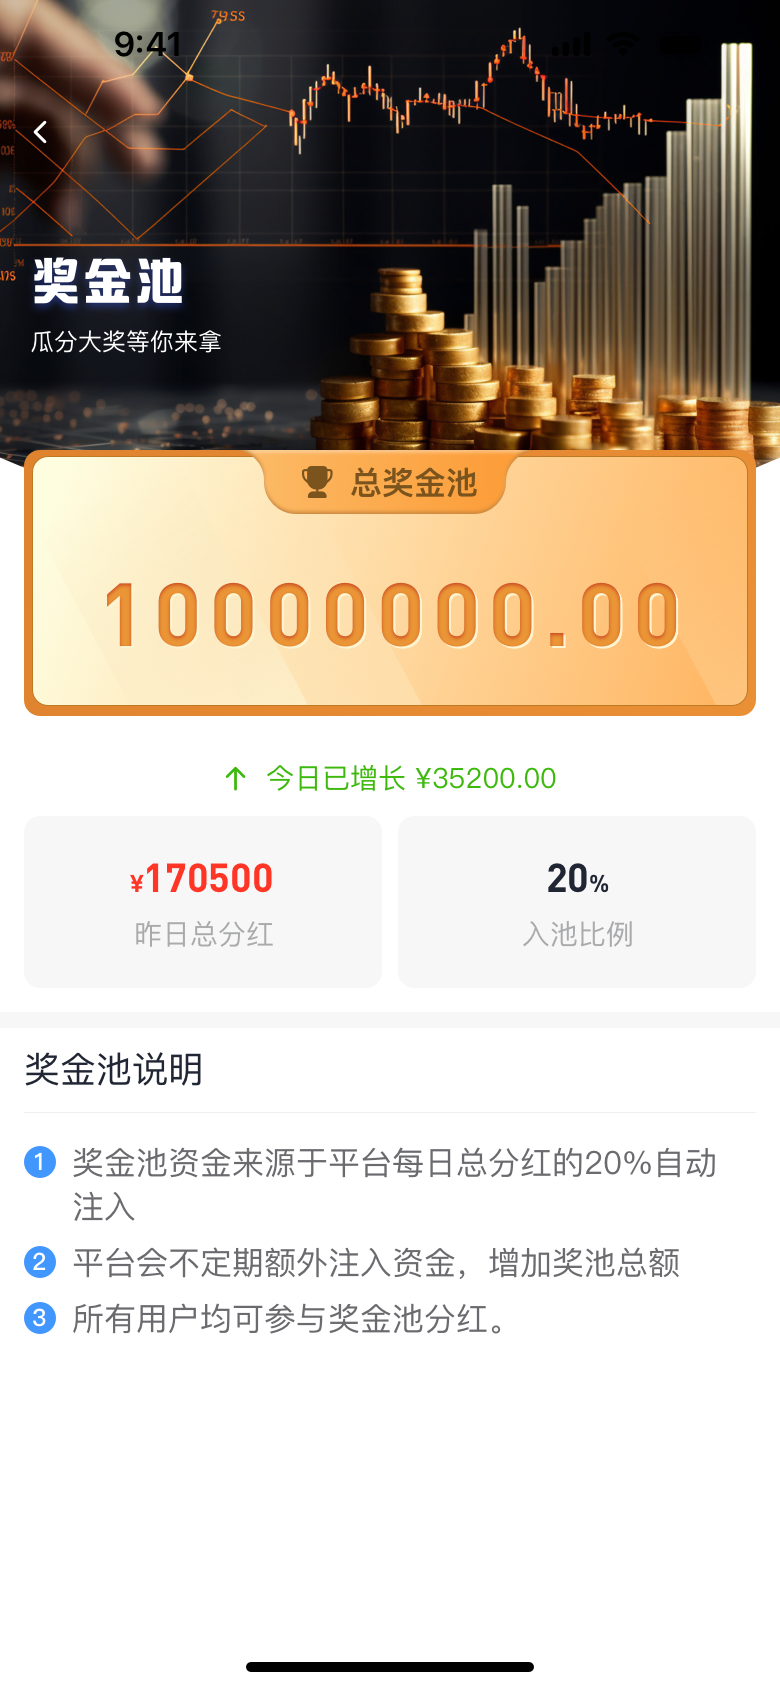 9:41
奖金池
瓜分大奖等你来拿
总奖金池
10000000.00
今日已增长 ¥35200.00
¥170500
20%
昨日总分红
入池比例
奖金池说明
1 奖金池资金来源于平台每日总分红的20%自动
注入
2 平台会不定期额外注入资金，增加奖池总额
3 所有用户均可参与奖金池分红。